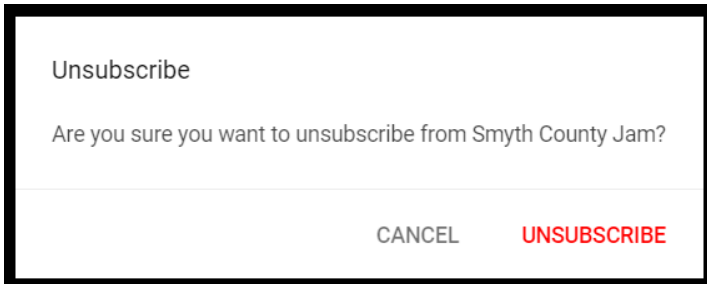 Unsubscribe
Are you sure you want to unsubscribe from Smyth County Jam?
CANCEL UNSUBSCRIBE